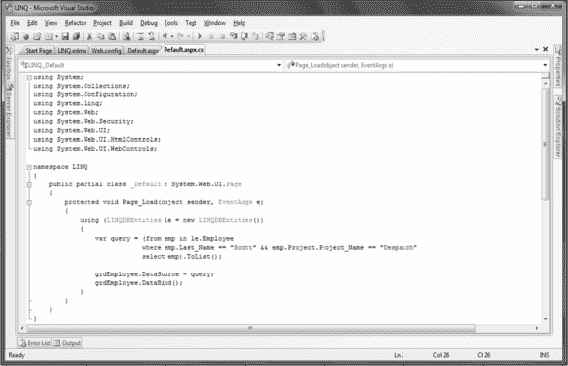 LINQ - Microsoft Visual Studio
File Edit View Refactor Project Build Debug Tools Test Window Help
Start Page LINQ.edmx Web.config Default.aspx Default.aspx.cs
LINQ._Default
Page_Load(object sender, EventArgs e)
Toolbox
Server Explorer
Properties
Solution Explorer
using System;
using System.Collections;
using System.Configuration;
using System.Linq;
using System.Web;
using System.Web.Security;
using System.Web.UI;
using System.Web.UI.HtmlControls;
using System.Web.UI.WebControls;
namespace LINQ
{
public partial class _Default : System.Web.UI.Page
{
protected void Page_Load(object sender, EventArgs e)
{
using (LINQDBEntities le = new LINQDBEntities())
{
var query = (from emp in le.Employee
where emp.Last_Name == "Scott" && emp.Project.Project_Name == "Despatch"
select emp).ToList();
grdEmployee.DataSource = query;
grdEmployee.DataBind();
}
}
}
}
Error List Output
Ready Col 26 INS